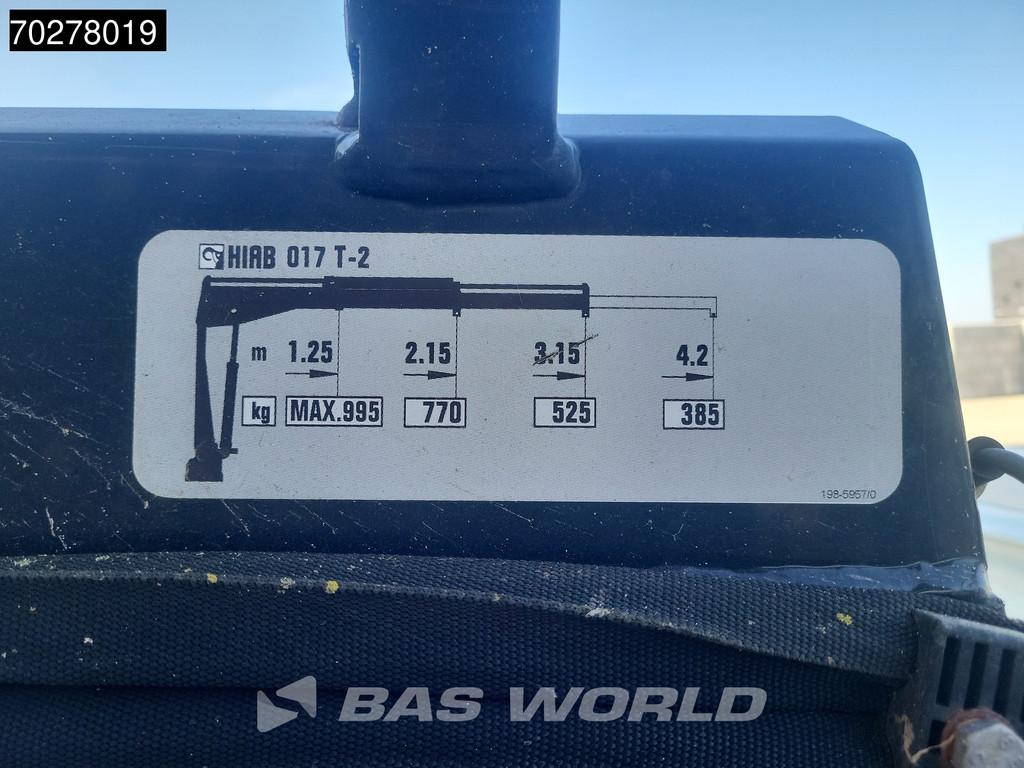 70278019
HIAB 017 T-2
m 1.25 2.15 3.15 4.2
kg MAX.995 770 525 385
198-5957/0
BAS WORLD